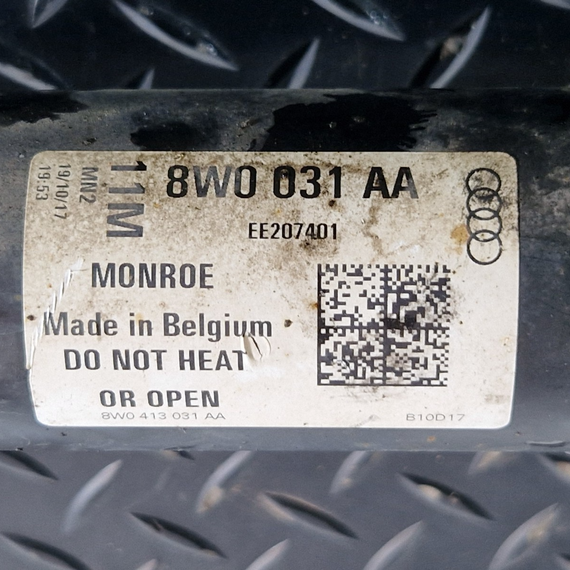 8W0 031 AA
EE207401
11M
MN2
19/10/17
19:53
MONROE
Made in Belgium
DO NOT HEAT
OR OPEN
8W0 413 031 AA
B10D17